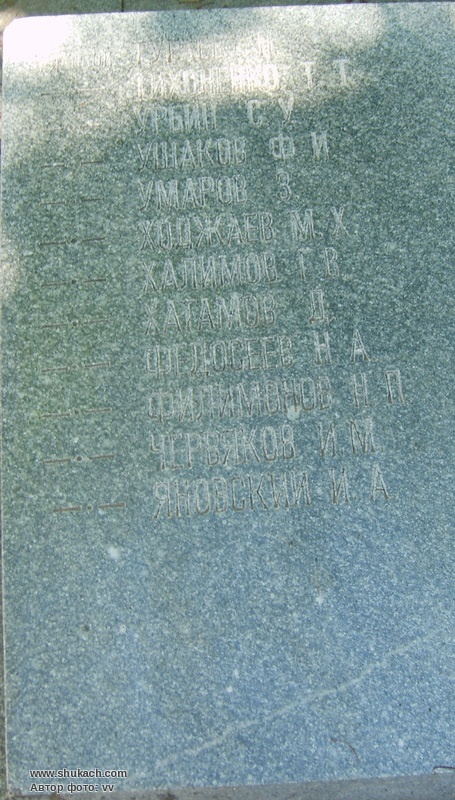 ТИХОНЕНКО Т. Т.
УРБИН С. У.
УШАКОВ Ф И
УМАРОВ З.
ХОДЖАЕВ М. Х.
ХАЛИМОВ Г. В.
ХАТАМОВ Д.
ФЕДОСЕЕВ Н А.
ФИЛИМОНОВ Н П.
ЧЕРВЯКОВ И. М.
ЯНОВСКИЙ И. А.
www.shukach.com
Автор фото: vv